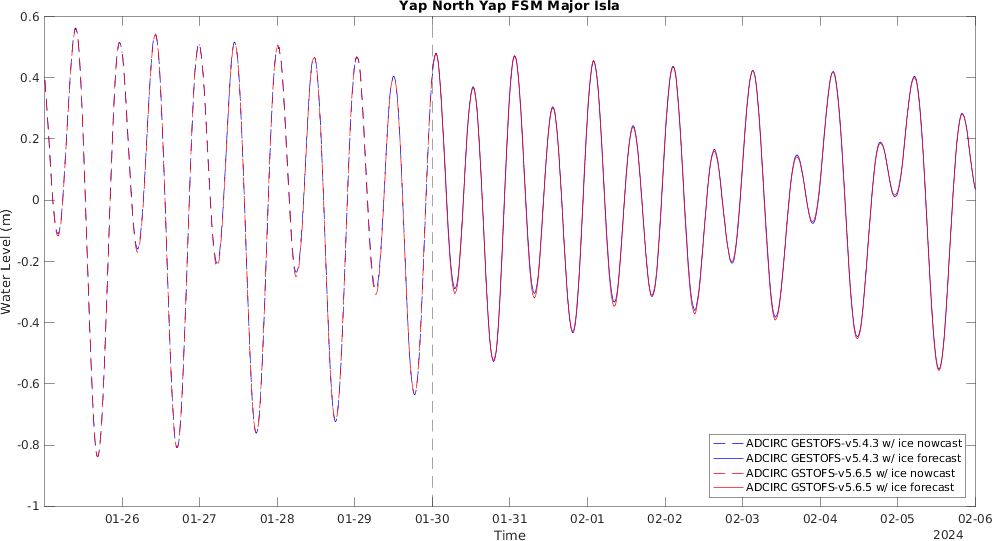 Yap North Yap FSM Major Isla
0.6
0.4
0.2
0
-0.2
-0.4
-0.6
-0.8
-1
Water Level (m)
ADCIRC GESTOFS-v5.4.3 w/ ice nowcast
ADCIRC GESTOFS-v5.4.3 w/ ice forecast
ADCIRC GSTOFS-v5.6.5 w/ ice nowcast
ADCIRC GSTOFS-v5.6.5 w/ ice forecast
01-26 01-27 01-28 01-29 01-30 01-31 02-01 02-02 02-03 02-04 02-05 02-06
Time
2024